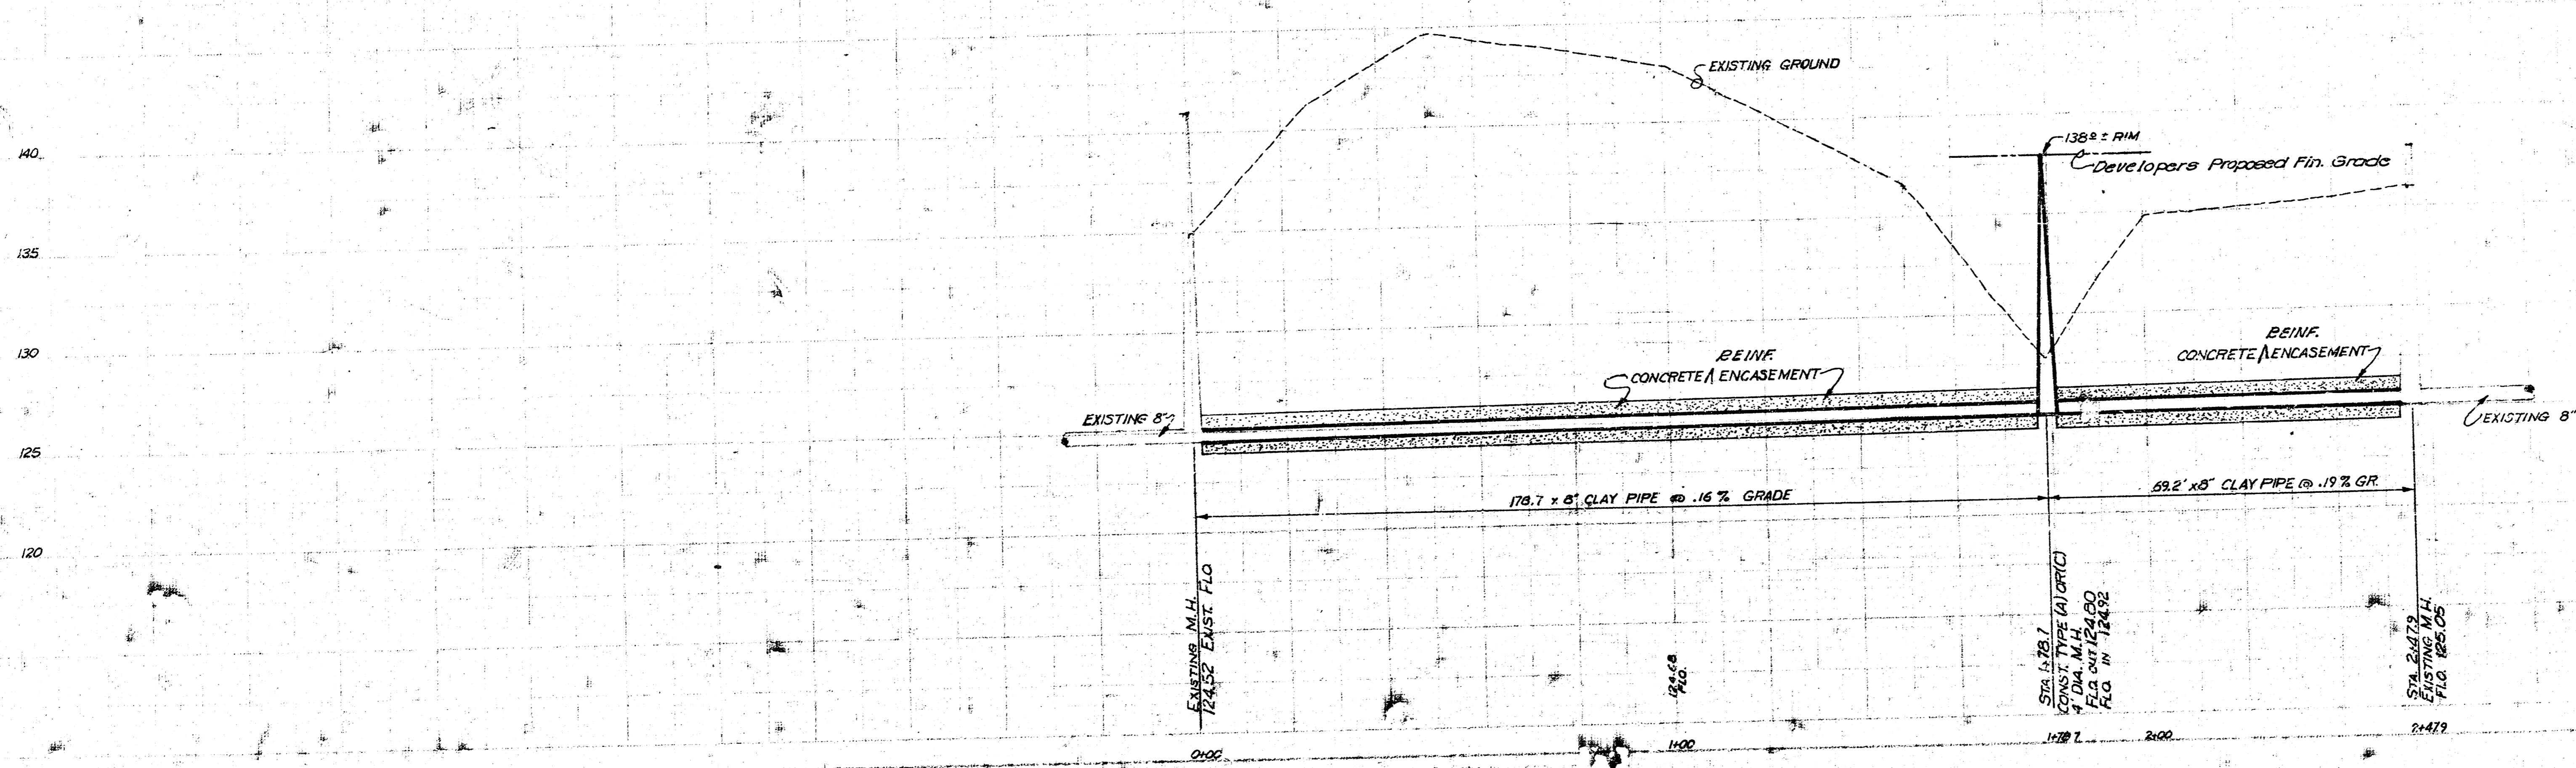 EXISTING GROUND
138º ± RIM
Developers Proposed Fin. Grade
140
135
130
125
120
REINF.
CONCRETE ENCASEMENT
REINF.
CONCRETE ENCASEMENT
EXISTING 8"
EXISTING 8"
178.7 x 8" CLAY PIPE @ .16 % GRADE
69.2' x 8" CLAY PIPE @ .19 % GR.
EXISTING M.H.
124.52 EXIST. FLO.
124.68
FLO.
STA. 1+78.7
CONST. TYPE (A) OR (C)
4' DIA. M.H.
FLO. OUT 124.80
FLO. IN 124.92
STA. 2+47.9
EXISTING M.H.
FLO. 125.05
0+00
1+00
1+78.7
2+00
2+47.9